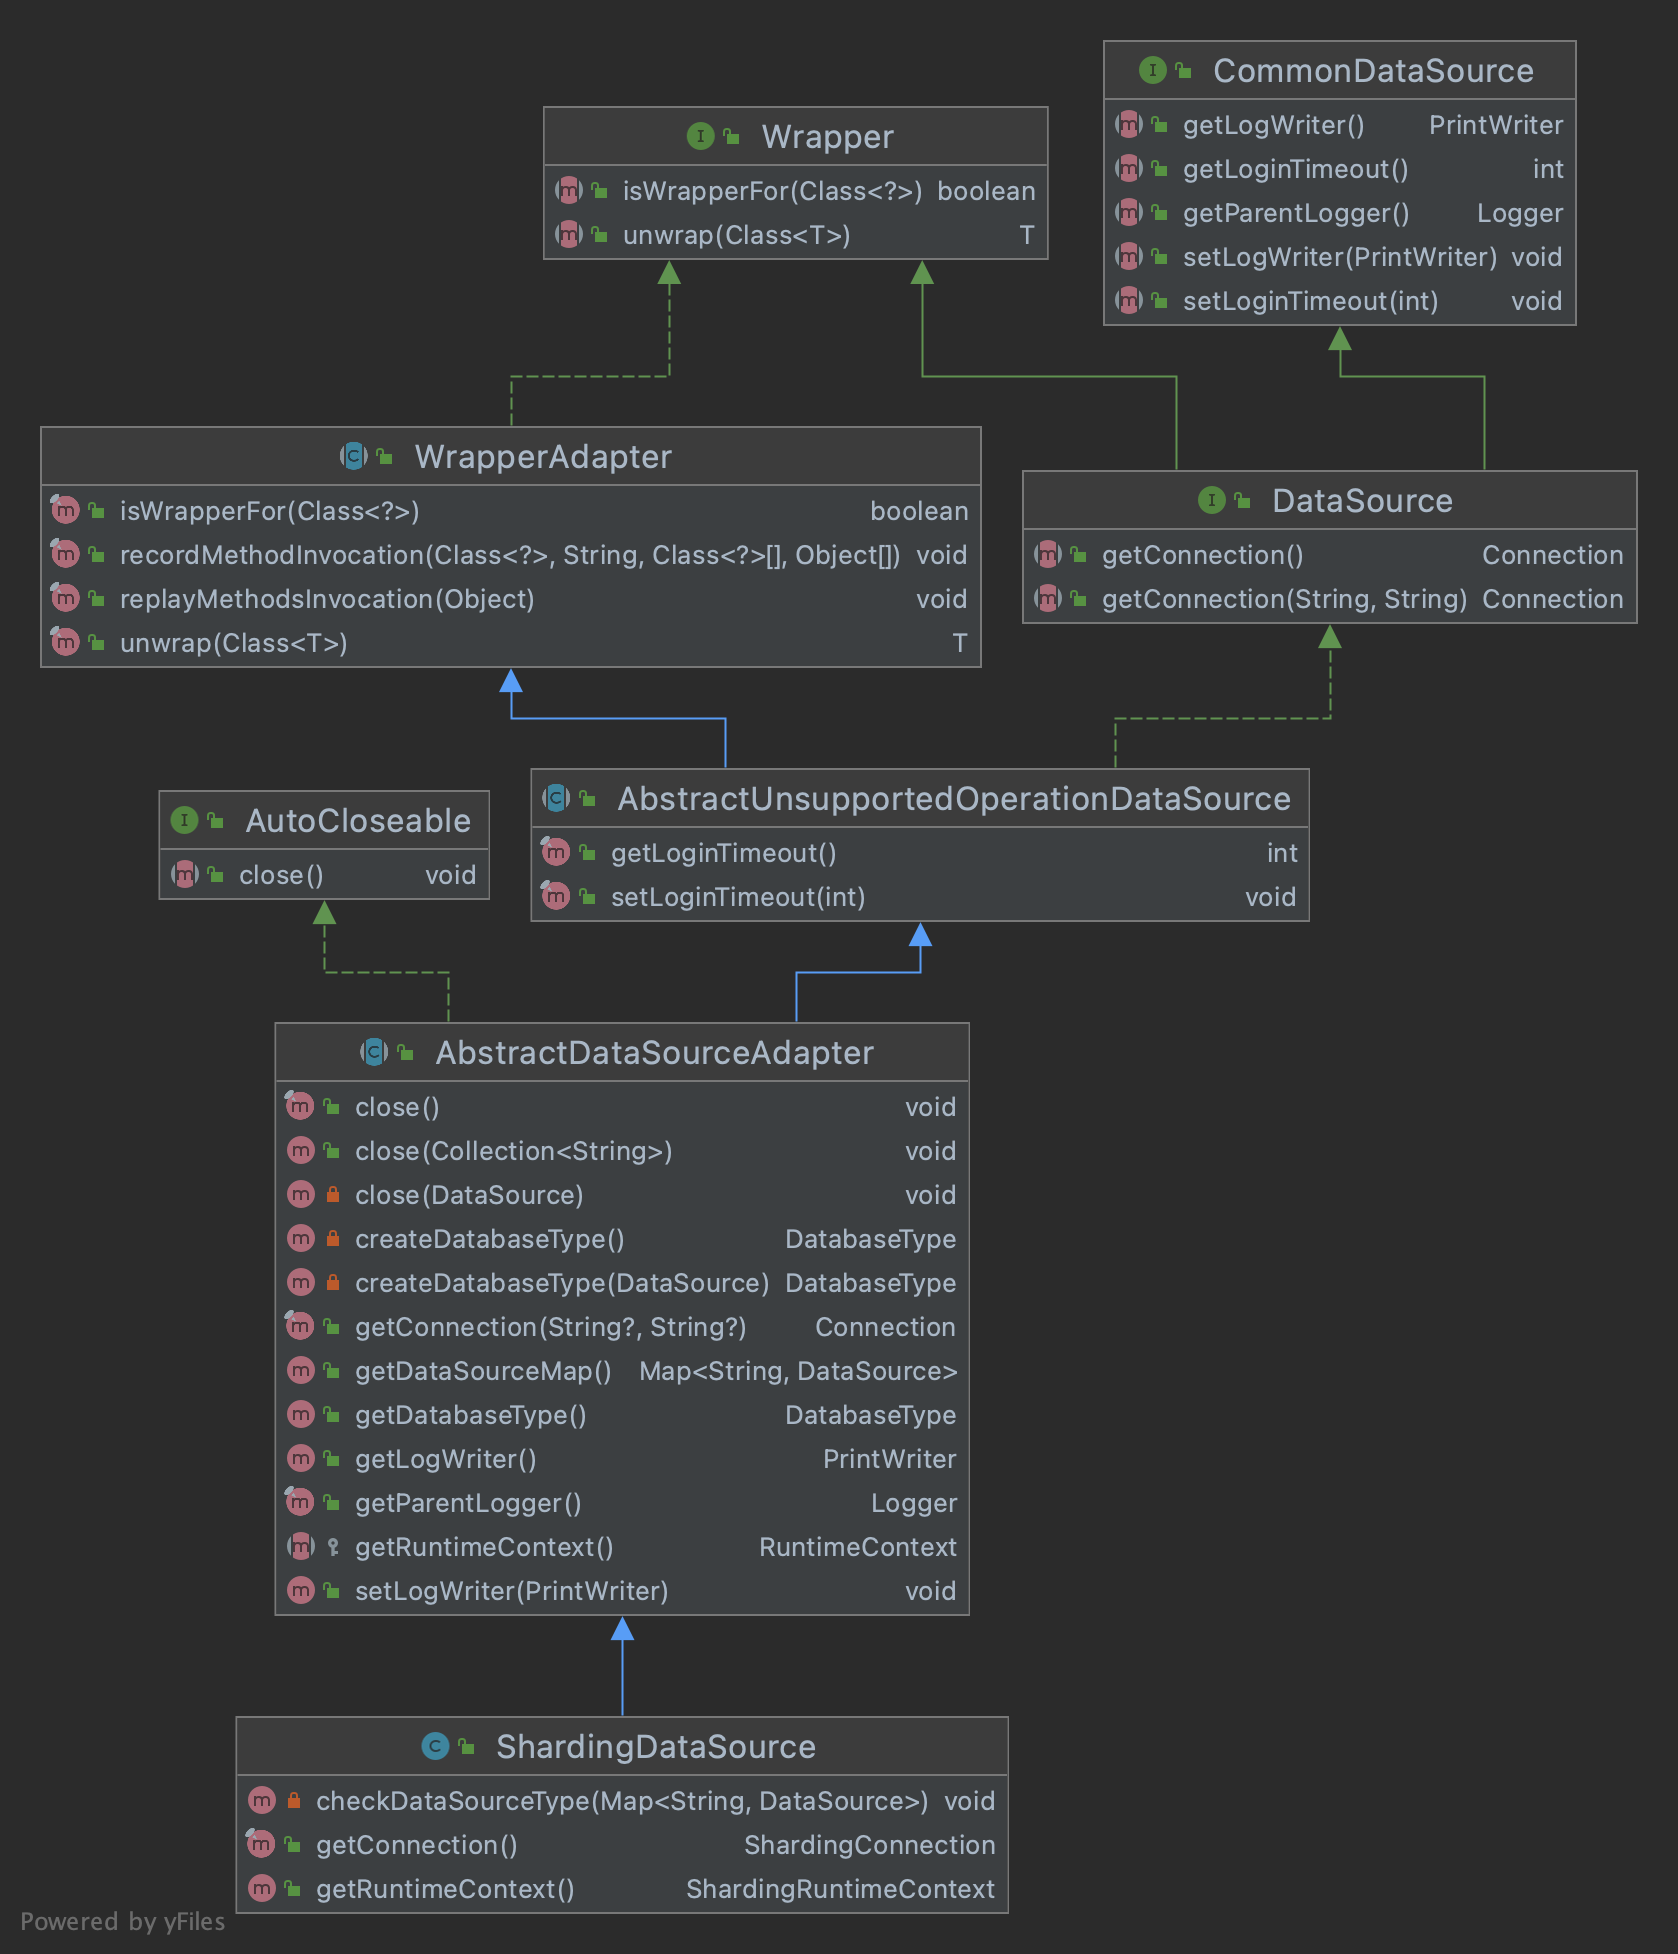 CommonDataSource
getLogWriter() PrintWriter
getLoginTimeout() int
getParentLogger() Logger
setLogWriter(PrintWriter) void
setLoginTimeout(int) void
Wrapper
isWrapperFor(Class<?>) boolean
unwrap(Class<T>) T
WrapperAdapter
isWrapperFor(Class<?>) boolean
recordMethodInvocation(Class<?>, String, Class<?>[], Object[]) void
replayMethodsInvocation(Object) void
unwrap(Class<T>) T
DataSource
getConnection() Connection
getConnection(String, String) Connection
AutoCloseable
close() void
AbstractUnsupportedOperationDataSource
getLoginTimeout() int
setLoginTimeout(int) void
AbstractDataSourceAdapter
close() void
close(Collection<String>) void
close(DataSource) void
createDatabaseType() DatabaseType
createDatabaseType(DataSource) DatabaseType
getConnection(String?, String?) Connection
getDataSourceMap() Map<String, DataSource>
getDatabaseType() DatabaseType
getLogWriter() PrintWriter
getParentLogger() Logger
getRuntimeContext() RuntimeContext
setLogWriter(PrintWriter) void
ShardingDataSource
checkDataSourceType(Map<String, DataSource>) void
getConnection() ShardingConnection
getRuntimeContext() ShardingRuntimeContext
Powered by yFiles